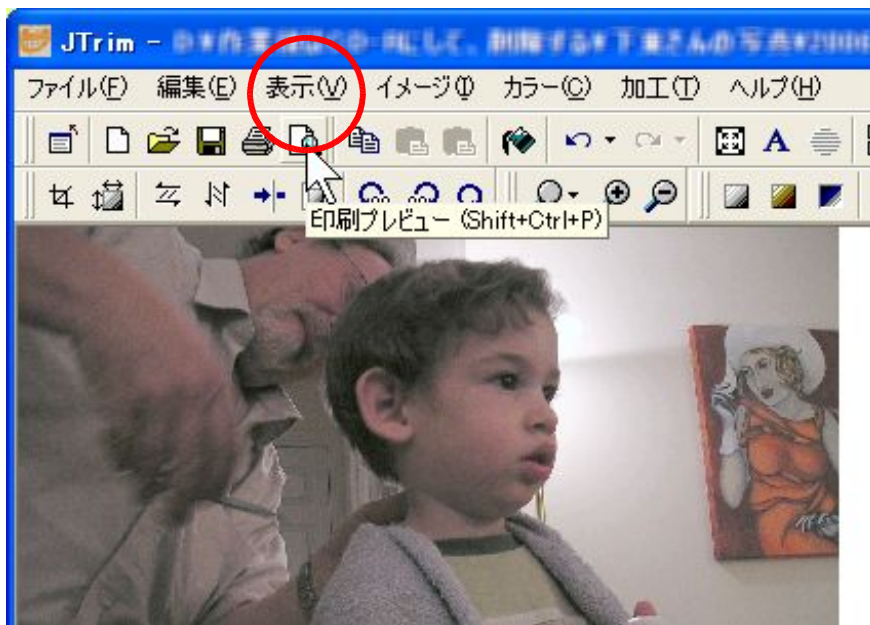 JTrim -
ファイル(F) 編集(E) 表示(V) イメージ(I) カラー(C) 加工(T) ヘルプ(H)
A
印刷プレビュー (Shift+Ctrl+P)